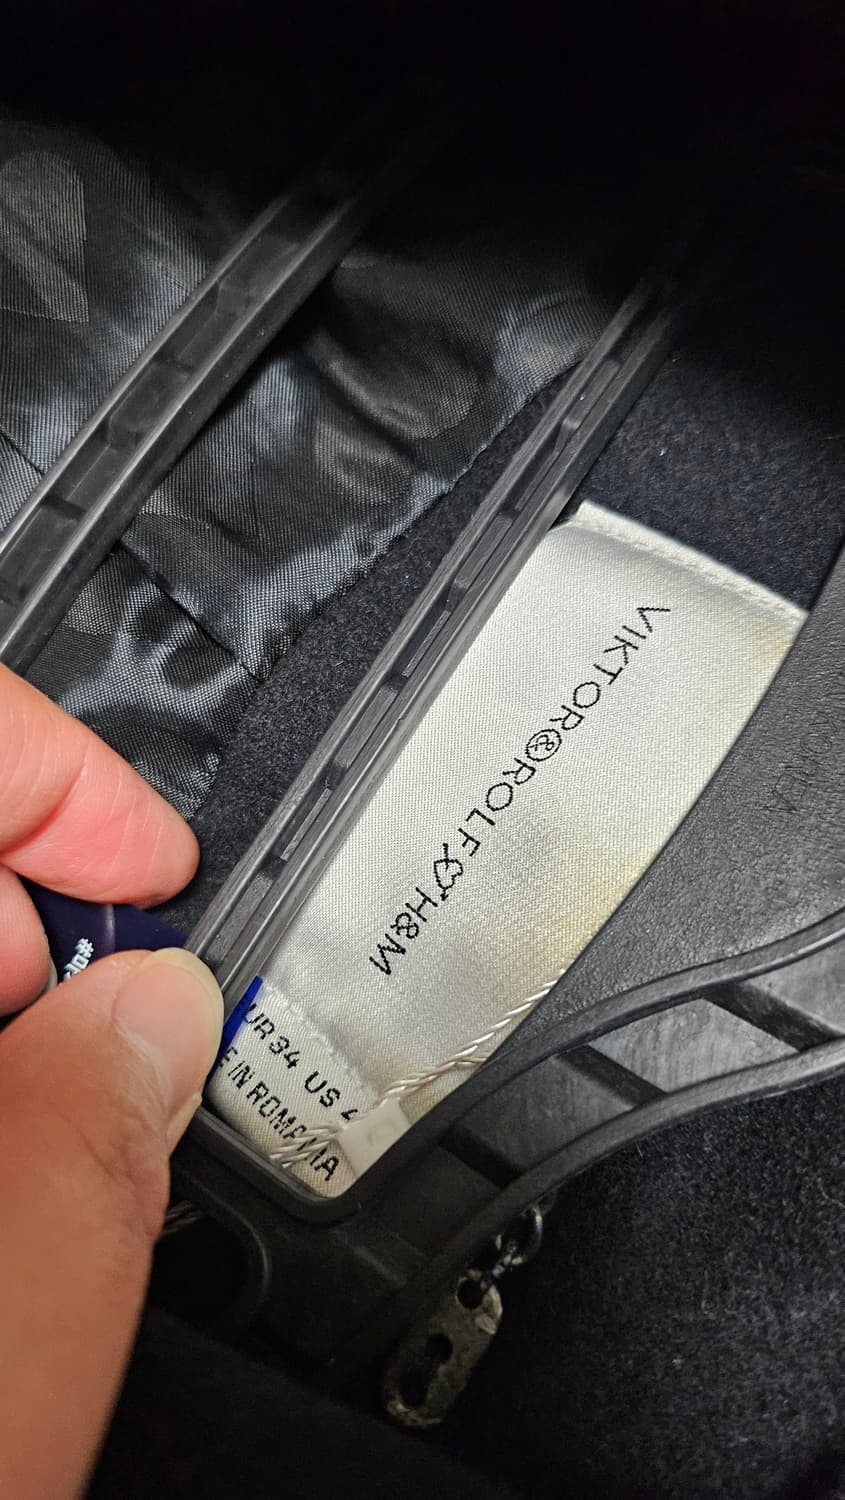 VIKTOR&ROLF♡H&M
UR 34 US 4
E IN ROMANIA